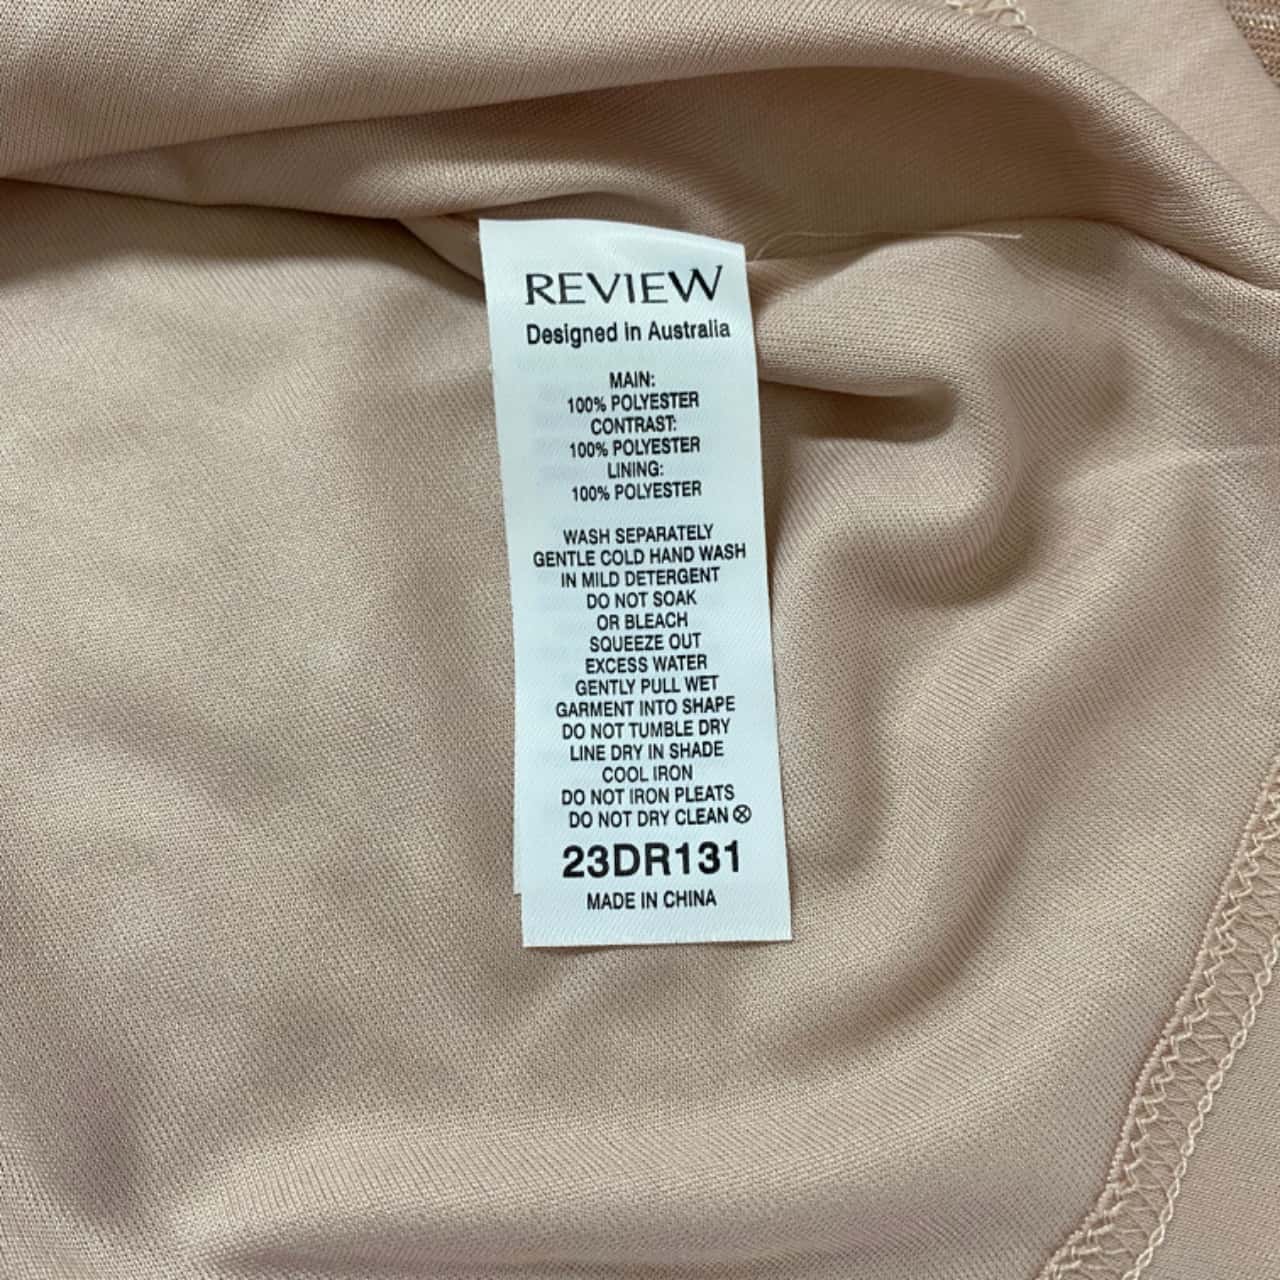 REVIEW
Designed in Australia
MAIN:
100% POLYESTER
CONTRAST:
100% POLYESTER
LINING:
100% POLYESTER
WASH SEPARATELY
GENTLE COLD HAND WASH
IN MILD DETERGENT
DO NOT SOAK
OR BLEACH
SQUEEZE OUT
EXCESS WATER
GENTLY PULL WET
GARMENT INTO SHAPE
DO NOT TUMBLE DRY
LINE DRY IN SHADE
COOL IRON
DO NOT IRON PLEATS
DO NOT DRY CLEAN
23DR131
MADE IN CHINA